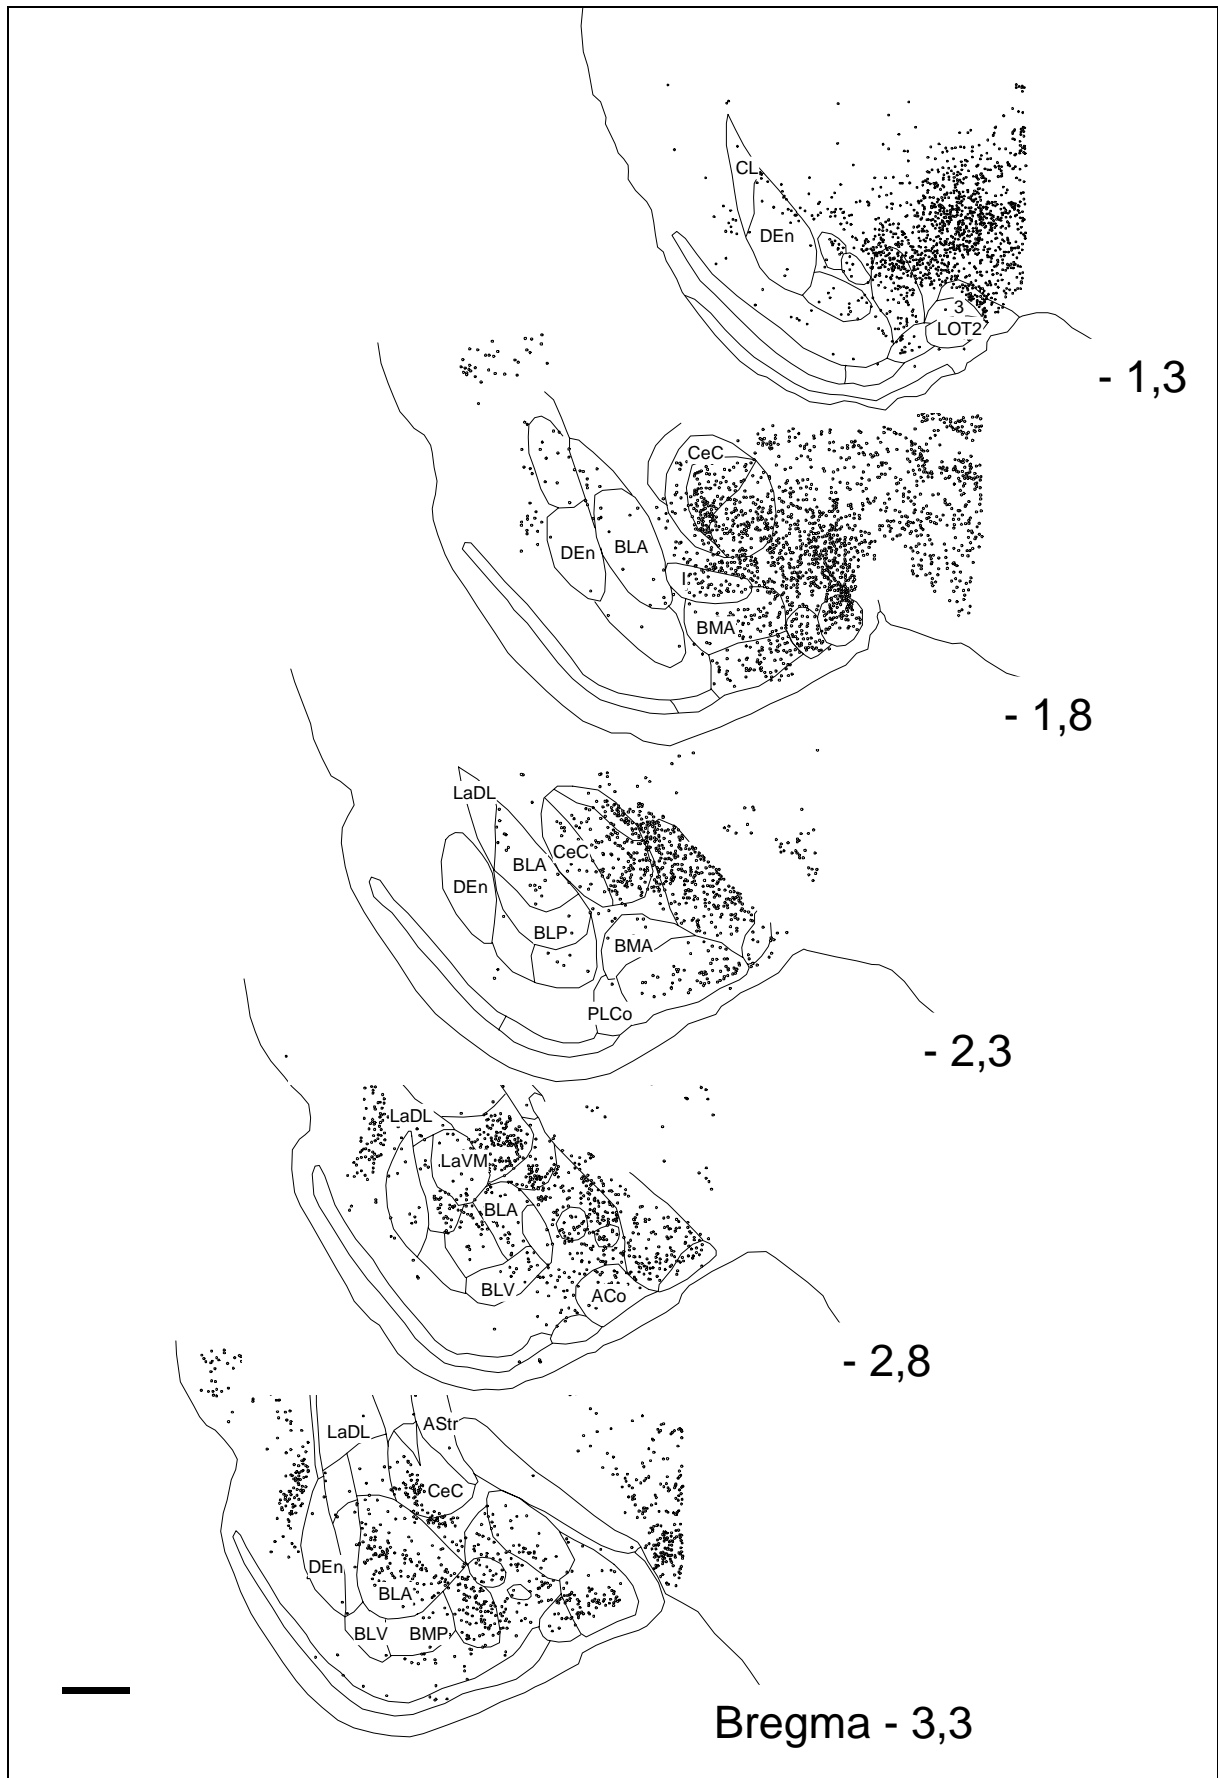 CL
DEn
3
LOT2
- 1,3
CeC
DEn
BLA
I
BMA
- 1,8
LaDL
CeC
BLA
DEn
BLP
BMA
PLCo
- 2,3
LaDL
LaVM
BLA
BLV
ACo
- 2,8
AStr
LaDL
CeC
DEn
BLA
BLV
BMP
Bregma - 3,3